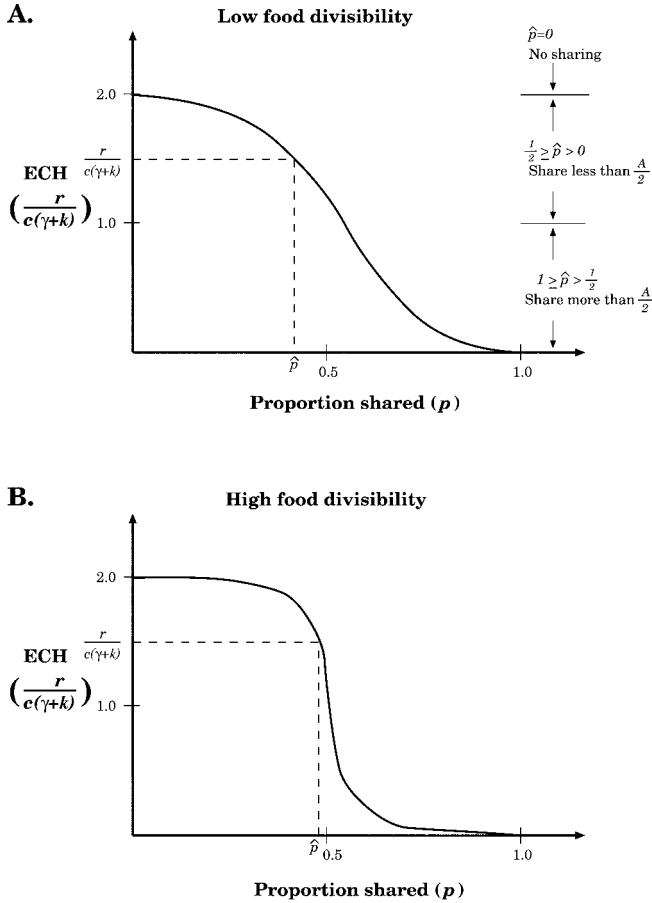 A.
Low food divisibility
p̂=0
No sharing
2.0
r/c(γ+k)
1/2 ≥ p̂ > 0
Share less than A/2
ECH
(r/c(γ+k))
1.0
1 ≥ p̂ > 1/2
Share more than A/2
p̂
0.5
1.0
Proportion shared (p)
B.
High food divisibility
2.0
r/c(γ+k)
ECH
(r/c(γ+k))
1.0
p̂
0.5
1.0
Proportion shared (p)